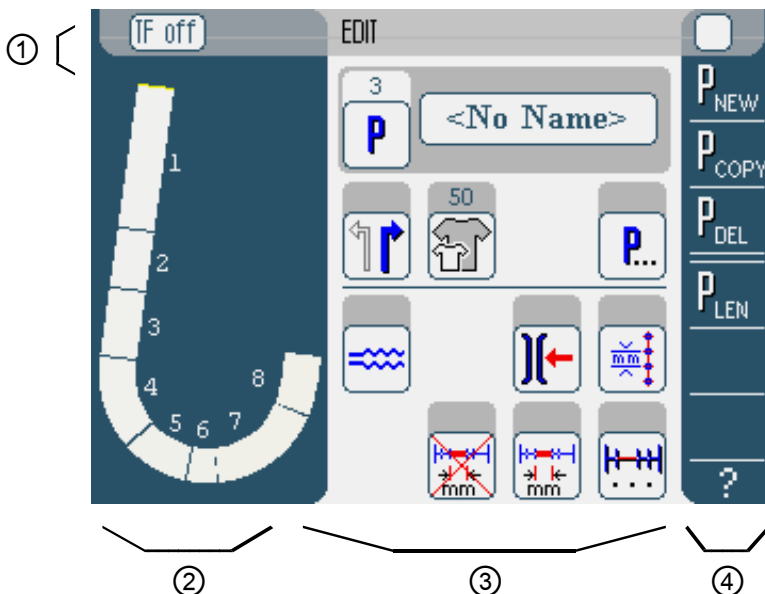 ①
TF off
EDIT
3
P
<No Name>
P NEW
P COPY
P DEL
P LEN
50
P...
1
2
3
4
5
6
7
8
mm
mm
mm
...
?
②
③
④